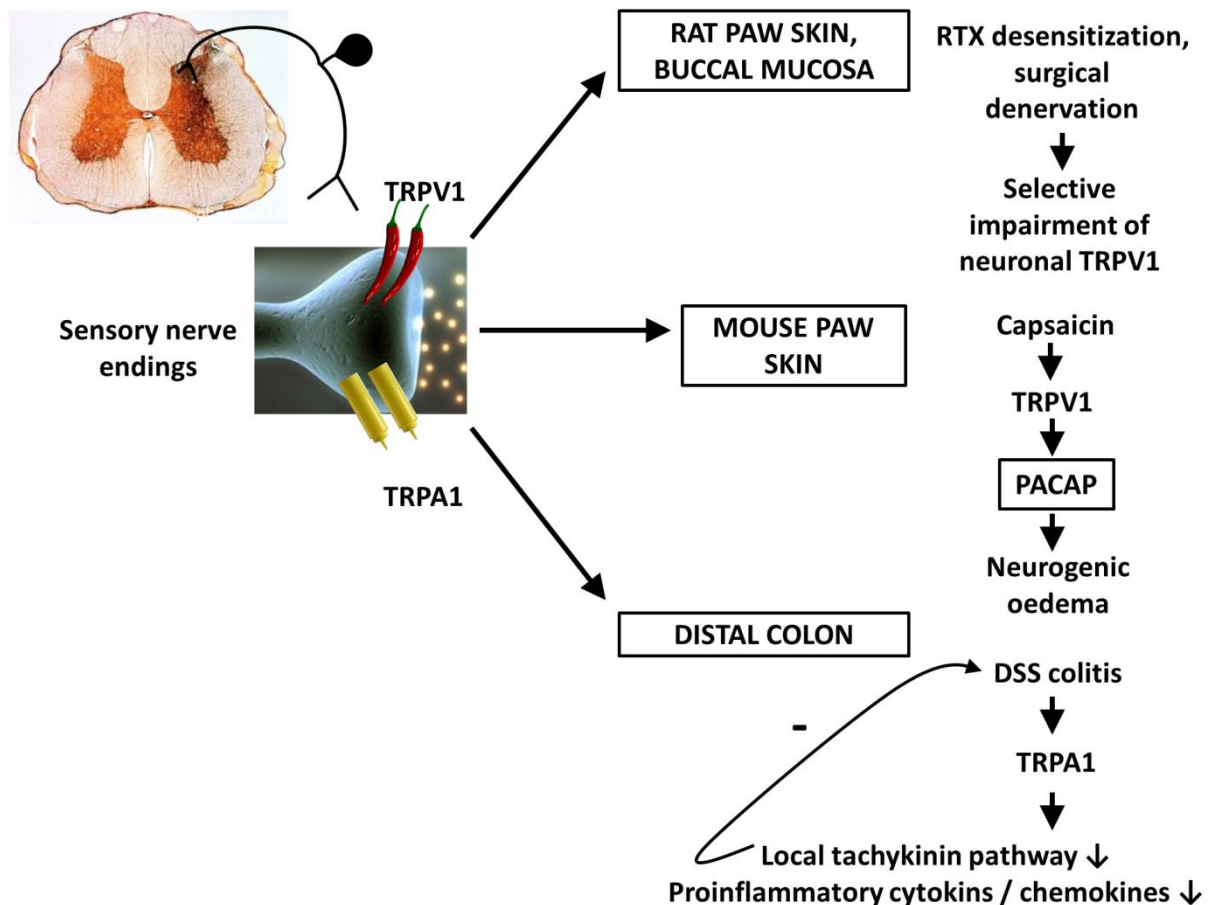 RAT PAW SKIN,
BUCCAL MUCOSA
RTX desensitization,
surgical
denervation
Selective
impairment of
neuronal TRPV1
TRPV1
Sensory nerve
endings
TRPA1
MOUSE PAW
SKIN
Capsaicin
TRPV1
PACAP
Neurogenic
oedema
DISTAL COLON
DSS colitis
-
TRPA1
Local tachykinin pathway ↓
Proinflammatory cytokins / chemokines ↓